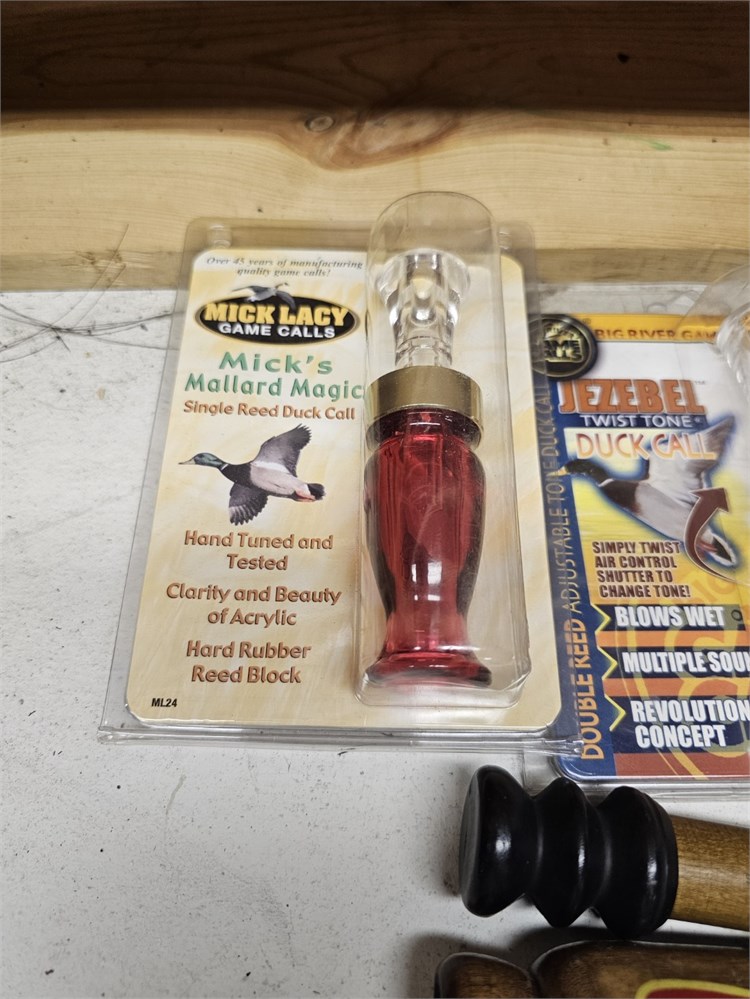 Over 45 years of manufacturing
quality game calls!
MICK LACY
GAME CALLS
Mick's
Mallard Magic
Single Reed Duck Call
Hand Tuned and
Tested
Clarity and Beauty
of Acrylic
Hard Rubber
Reed Block
ML24
BIG RIVER GA
JEZEBEL™
TWIST TONE®
DUCK CALL
SIMPLY TWIST
AIR CONTROL
SHUTTER TO
CHANGE TONE!
BLOWS WET
MULTIPLE SOU
REVOLUTION
CONCEPT
DOUBLE REED ADJUSTABLE TONE DUCK CALL